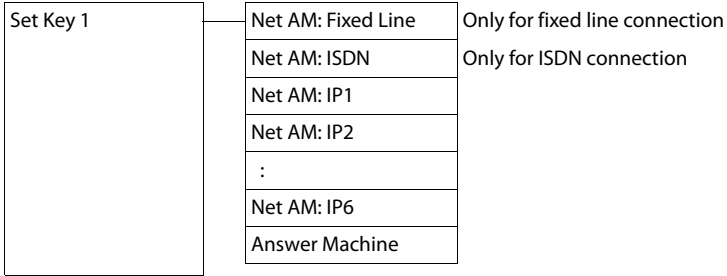 Set Key 1
Net AM: Fixed Line Only for fixed line connection
Net AM: ISDN Only for ISDN connection
Net AM: IP1
Net AM: IP2
:
Net AM: IP6
Answer Machine